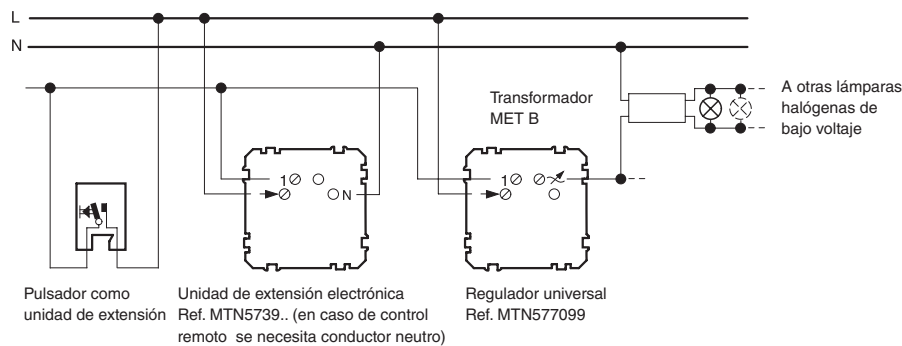 L
N
Transformador
MET B
A otras lámparas
halógenas de
bajo voltaje
1
N
1
Pulsador como
unidad de extensión
Unidad de extensión electrónica
Ref. MTN5739.. (en caso de control
remoto se necesita conductor neutro)
Regulador universal
Ref. MTN577099